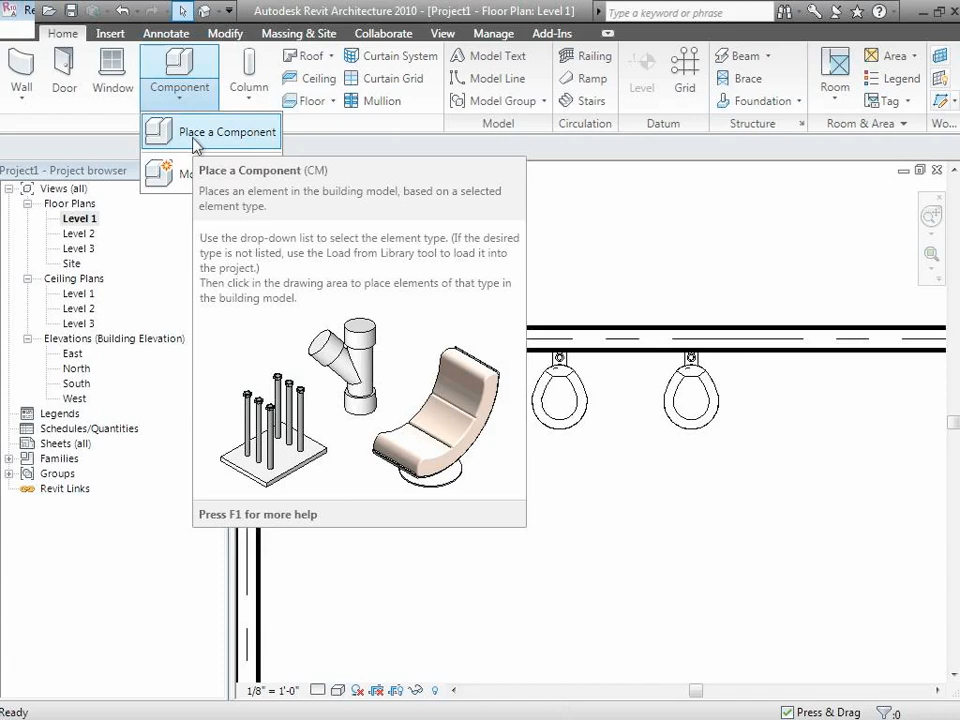 Autodesk Revit Architecture 2010 - [Project1 - Floor Plan: Level 1]
Type a keyword or phrase
Home Insert Annotate Modify Massing & Site Collaborate View Manage Add-Ins
Wall
Door
Window
Component
Column
Roof
Ceiling
Floor
Curtain System
Curtain Grid
Mullion
Model Text
Model Line
Model Group
Model
Railing
Ramp
Stairs
Circulation
Level
Grid
Datum
Beam
Brace
Foundation
Structure
Room
Area
Legend
Tag
Room & Area
Wo...
Place a Component
Project1 - Project browser
Views (all)
Floor Plans
Level 1
Level 2
Level 3
Site
Ceiling Plans
Level 1
Level 2
Level 3
Elevations (Building Elevation)
East
North
South
West
Legends
Schedules/Quantities
Sheets (all)
Families
Groups
Revit Links
Place a Component (CM)
Places an element in the building model, based on a selected
element type.
Use the drop-down list to select the element type. (If the desired
type is not listed, use the Load from Library tool to load it into
the project.)
Then click in the drawing area to place elements of that type in
the building model.
Press F1 for more help
1/8" = 1'-0"
Ready
Press & Drag
:0